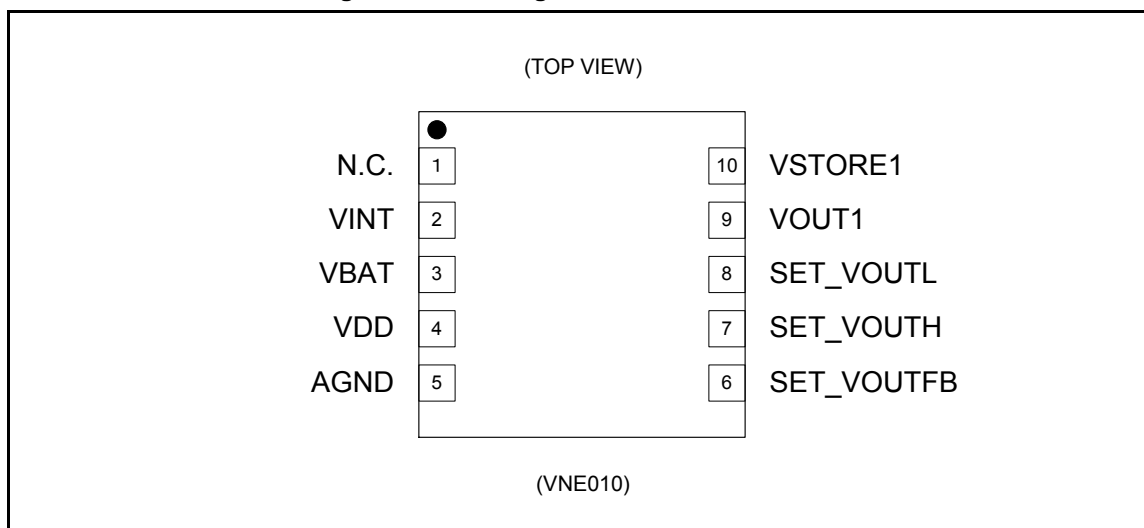 (TOP VIEW)
N.C. 1 10 VSTORE1
VINT 2 9 VOUT1
VBAT 3 8 SET_VOUTL
VDD 4 7 SET_VOUTH
AGND 5 6 SET_VOUTFB
(VNE010)